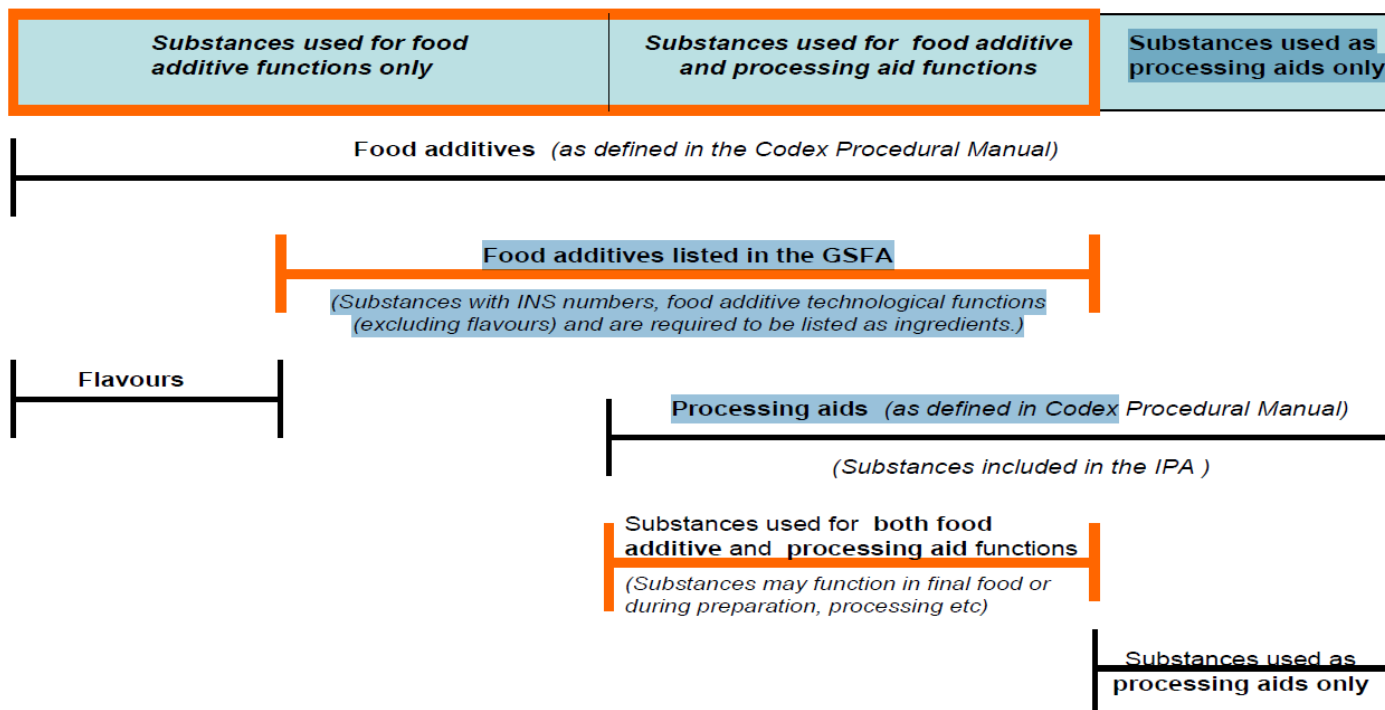 Substances used for food
additive functions only
Substances used for food additive
and processing aid functions
Substances used as
processing aids only
Food additives (as defined in the Codex Procedural Manual)
Food additives listed in the GSFA
(Substances with INS numbers, food additive technological functions
(excluding flavours) and are required to be listed as ingredients.)
Flavours
Processing aids (as defined in Codex Procedural Manual)
(Substances included in the IPA )
Substances used for both food
additive and processing aid functions
(Substances may function in final food or
during preparation, processing etc)
Substances used as
processing aids only